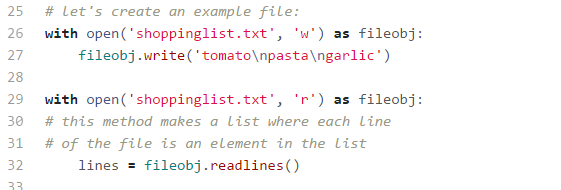 25 # let's create an example file:
26 with open('shoppinglist.txt', 'w') as fileobj:
27     fileobj.write('tomato\npasta\ngarlic')
28
29 with open('shoppinglist.txt', 'r') as fileobj:
30 # this method makes a list where each line
31 # of the file is an element in the list
32     lines = fileobj.readlines()
33